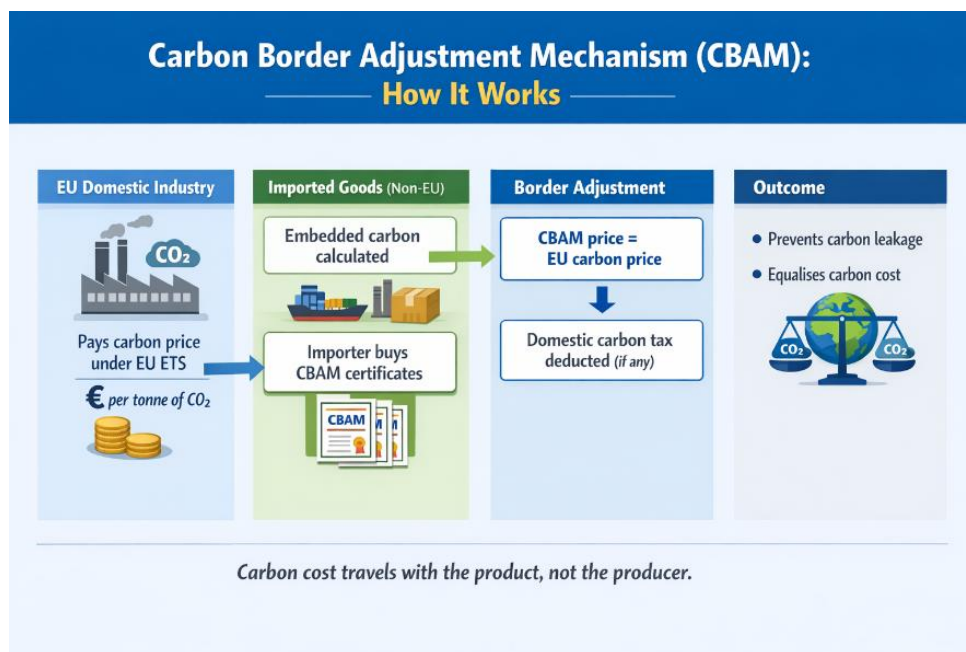 Carbon Border Adjustment Mechanism (CBAM):
How It Works
EU Domestic Industry
CO₂
Pays carbon price
under EU ETS
€ per tonne of CO₂
Imported Goods (Non-EU)
Embedded carbon
calculated
Importer buys
CBAM certificates
CBAM
Border Adjustment
CBAM price =
EU carbon price
Domestic carbon tax
deducted (if any)
Outcome
• Prevents carbon leakage
• Equalises carbon cost
CO₂
CO₂
Carbon cost travels with the product, not the producer.